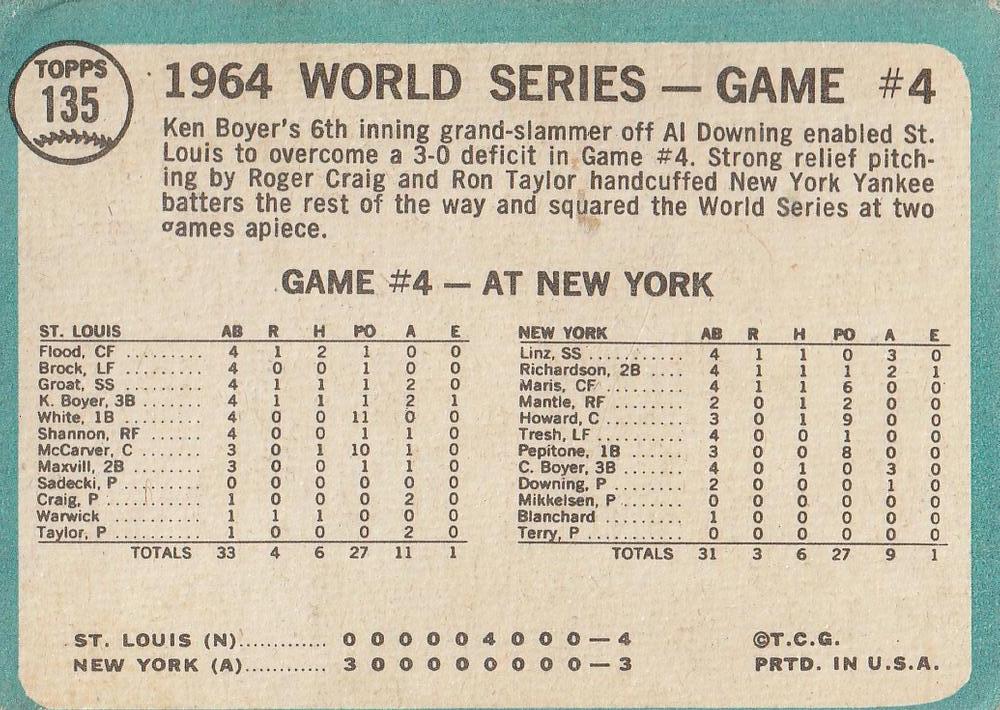 TOPPS
135
1964 WORLD SERIES — GAME #4
Ken Boyer's 6th inning grand-slammer off Al Downing enabled St.
Louis to overcome a 3-0 deficit in Game #4. Strong relief pitch-
ing by Roger Craig and Ron Taylor handcuffed New York Yankee
batters the rest of the way and squared the World Series at two
games apiece.
GAME #4 — AT NEW YORK
ST. LOUIS AB R H PO A E
Flood, CF .......... 4 1 2 1 0 0
Brock, LF .......... 4 0 0 1 0 0
Groat, SS .......... 4 1 1 1 2 0
K. Boyer, 3B ....... 4 1 1 1 2 1
White, 1B .......... 4 0 0 11 0 0
Shannon, RF ....... 4 0 0 1 1 0
McCarver, C ....... 3 0 1 10 1 0
Maxvill, 2B ........ 3 0 0 1 1 0
Sadecki, P ......... 0 0 0 0 0 0
Craig, P ........... 1 0 0 0 2 0
Warwick ........... 1 1 1 0 0 0
Taylor, P .......... 1 0 0 0 2 0
TOTALS 33 4 6 27 11 1
NEW YORK AB R H PO A E
Linz, SS ............ 4 1 1 0 3 0
Richardson, 2B .... 4 1 1 1 2 1
Maris, CF .......... 4 1 1 6 0 0
Mantle, RF ......... 2 0 1 2 0 0
Howard, C ......... 3 0 1 9 0 0
Tresh, LF .......... 4 0 0 1 0 0
Pepitone, 1B ....... 3 0 0 8 0 0
C. Boyer, 3B ....... 4 0 1 0 3 0
Downing, P ........ 2 0 0 0 1 0
Mikkelsen, P ....... 0 0 0 0 0 0
Blanchard ......... 1 0 0 0 0 0
Terry, P ........... 0 0 0 0 0 0
TOTALS 31 3 6 27 9 1
ST. LOUIS (N)............. 0 0 0 0 0 4 0 0 0 — 4
NEW YORK (A)............ 3 0 0 0 0 0 0 0 0 — 3
©T.C.G.
PRTD. IN U.S.A.